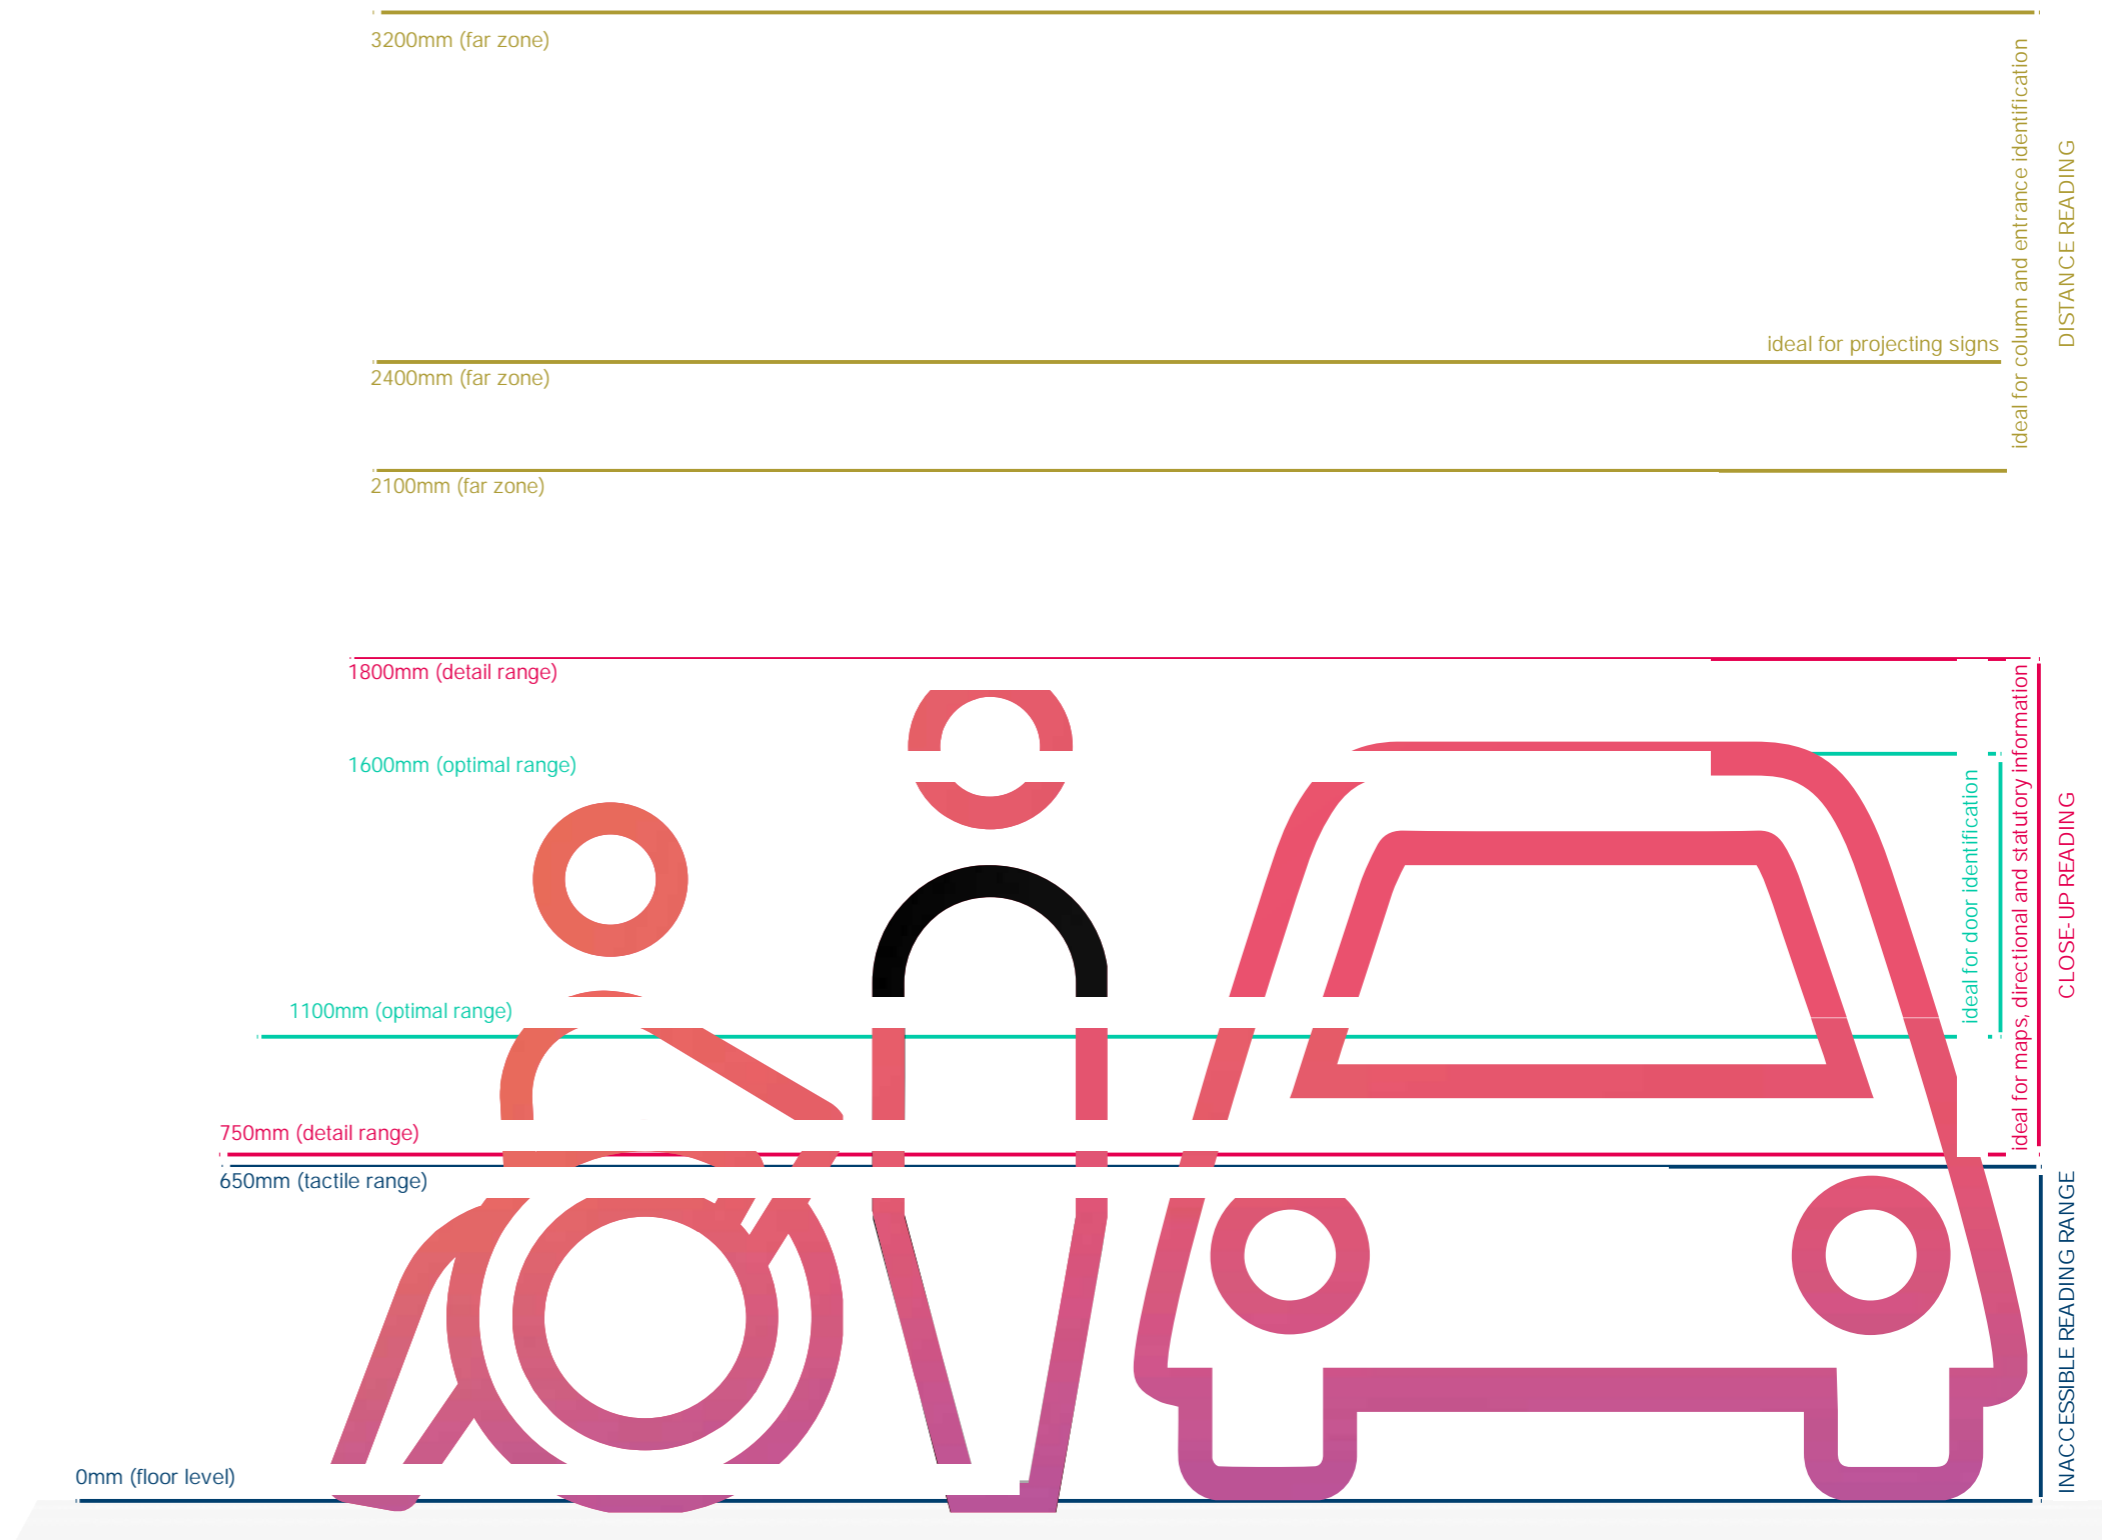 3200mm (far zone)
ideal for column and entrance identification
DISTANCE READING
ideal for projecting signs
2400mm (far zone)
2100mm (far zone)
1800mm (detail range)
1600mm (optimal range)
ideal for door identification
ideal for maps, directional and statutory information
CLOSE-UP READING
1100mm (optimal range)
750mm (detail range)
650mm (tactile range)
INACCESSIBLE READING RANGE
0mm (floor level)